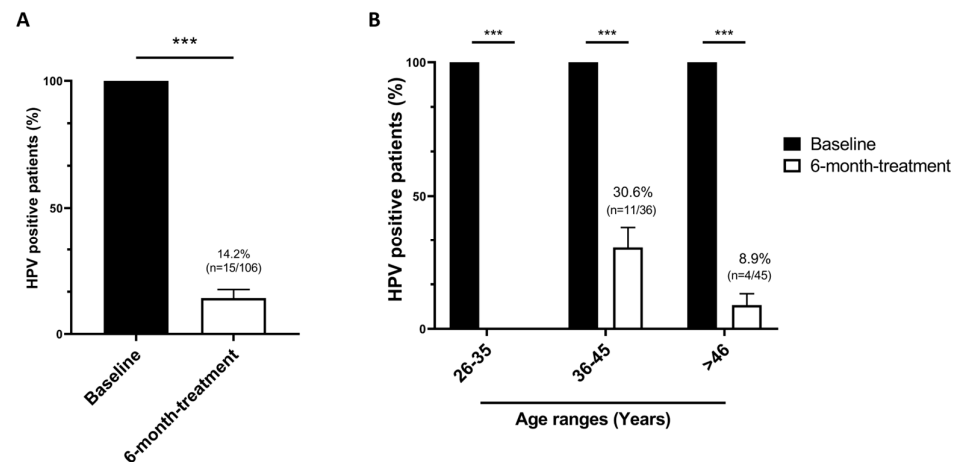 A
***
HPV positive patients (%)
100
50
0
14.2%
(n=15/106)
Baseline
6-month-treatment
B
***
***
***
HPV positive patients (%)
100
50
0
30.6%
(n=11/36)
8.9%
(n=4/45)
26-35
36-45
>46
Age ranges (Years)
Baseline
6-month-treatment